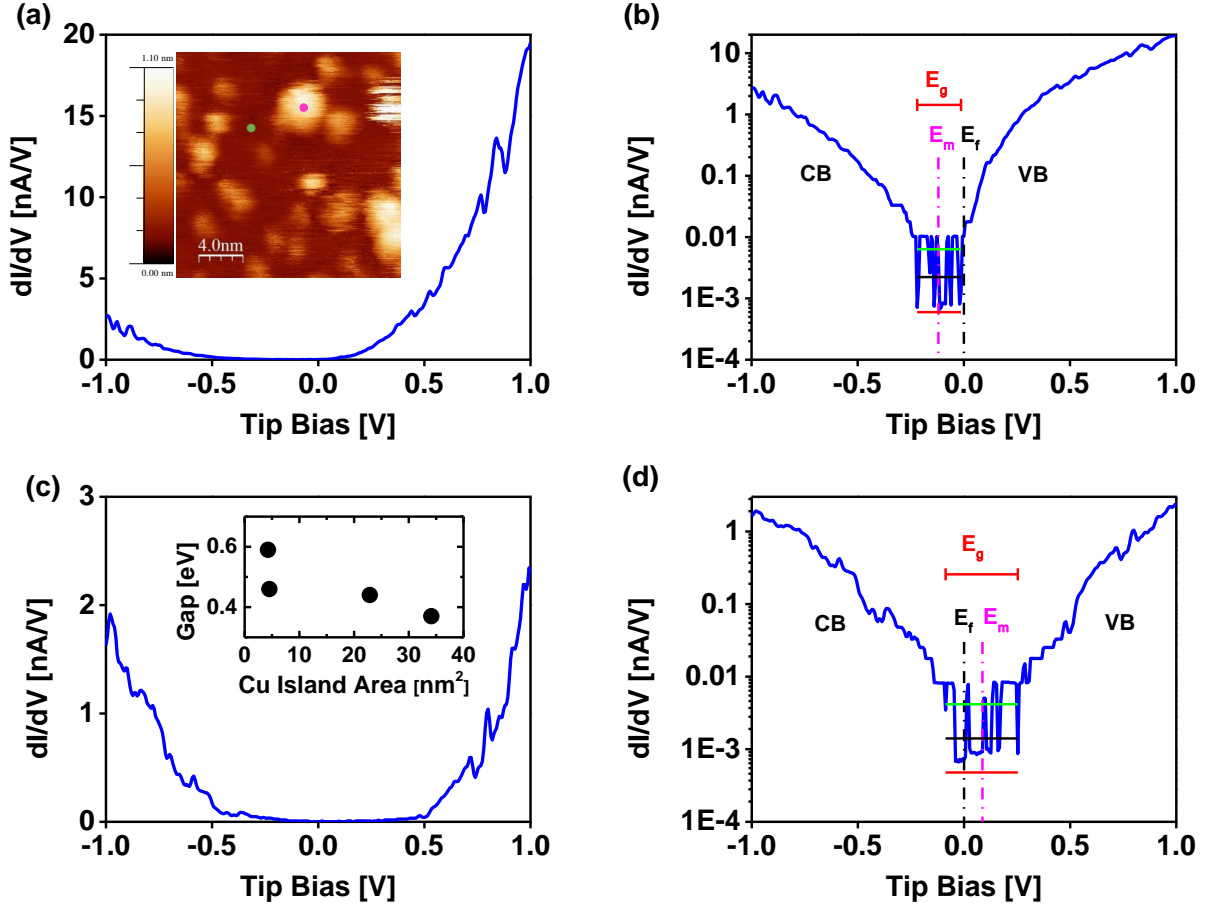 (a)
20
15
10
5
0
dI/dV [nA/V]
1.10 nm
0.00 nm
4.0nm
-1.0 -0.5 0.0 0.5 1.0
Tip Bias [V]
(b)
10
1
0.1
0.01
1E-3
1E-4
dI/dV [nA/V]
E_g
E_m E_f
CB VB
-1.0 -0.5 0.0 0.5 1.0
Tip Bias [V]
(c)
3
2
1
0
dI/dV [nA/V]
0.6
0.4
Gap [eV]
0 10 20 30 40
Cu Island Area [nm²]
-1.0 -0.5 0.0 0.5 1.0
Tip Bias [V]
(d)
1
0.1
0.01
1E-3
1E-4
dI/dV [nA/V]
E_g
E_f E_m
CB VB
-1.0 -0.5 0.0 0.5 1.0
Tip Bias [V]